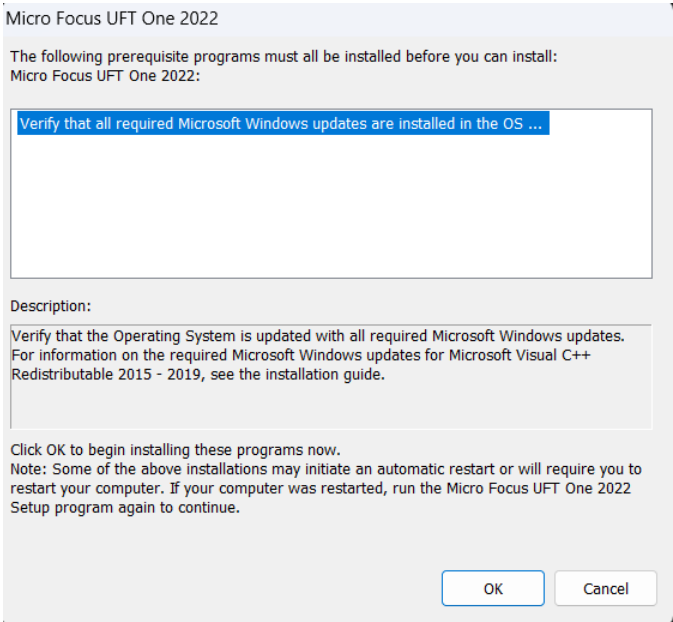 Micro Focus UFT One 2022
The following prerequisite programs must all be installed before you can install:
Micro Focus UFT One 2022:
Verify that all required Microsoft Windows updates are installed in the OS ...
Description:
Verify that the Operating System is updated with all required Microsoft Windows updates.
For information on the required Microsoft Windows updates for Microsoft Visual C++
Redistributable 2015 - 2019, see the installation guide.
Click OK to begin installing these programs now.
Note: Some of the above installations may initiate an automatic restart or will require you to
restart your computer. If your computer was restarted, run the Micro Focus UFT One 2022
Setup program again to continue.
OK
Cancel